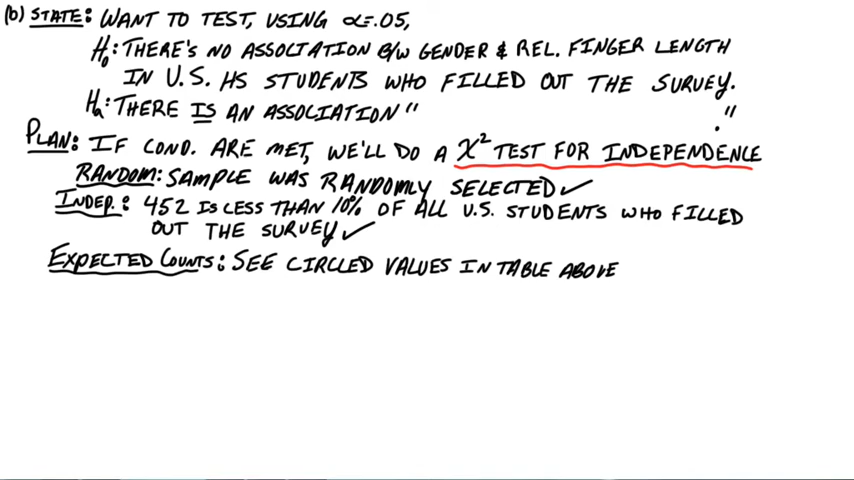 (b) STATE: WANT TO TEST, USING α=.05,
H₀: THERE'S NO ASSOCIATION B/W GENDER & REL. FINGER LENGTH
IN U.S. HS STUDENTS WHO FILLED OUT THE SURVEY.
Hₐ: THERE IS AN ASSOCIATION " . "
PLAN: IF COND. ARE MET, WE'LL DO A χ² TEST FOR INDEPENDENCE
RANDOM: SAMPLE WAS RANDOMLY SELECTED ✓
INDEP.: 452 IS LESS THAN 10% OF ALL U.S. STUDENTS WHO FILLED
OUT THE SURVEY ✓
EXPECTED COUNTS: SEE CIRCLED VALUES IN TABLE ABOVE